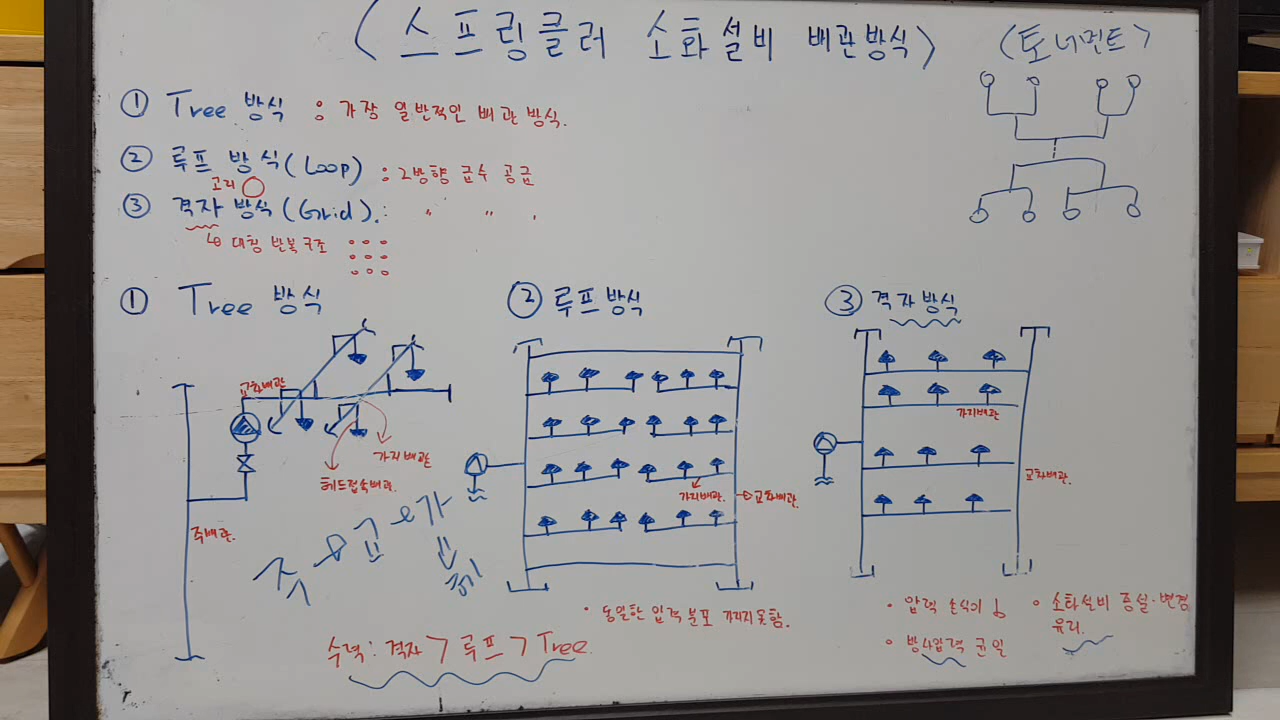 〈스프링클러 소화설비 배관방식〉
〈토너먼트〉
① Tree 방식 : 가장 일반적인 배관 방식.
② 루프 방식(Loop) : 2방향 급수 공급
고리
③ 격자 방식(Grid). : 〃 〃 .
↳ 대칭 반복 구조
① Tree 방식
② 루프방식
③ 격자방식
교차배관
가지배관
헤드접속배관.
주배관.
가지배관.
교차배관.
가지배관
교차배관.
주 교 가
헤
• 동일한 압력 분포 가지지 못함.
수력 : 격자 > 루프 > Tree.
• 압력 손실이 ↓
• 방사압력 균일
• 소화설비 증설·변경
유리.